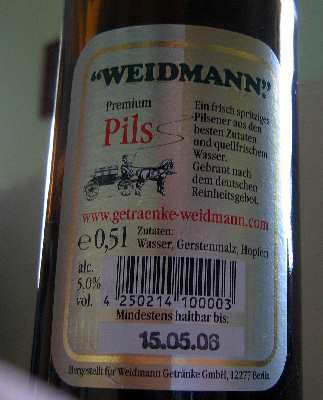 “WEIDMANN”
Premium
Pils
Ein frisch spritziges
Pilsener aus den
besten Zutaten
und quellfrischem
Wasser.
Gebraut nach
dem deutschen
Reinheitsgebot.
www.getraenke-weidmann.com
e 0,5l
Zutaten:
Wasser, Gerstenmalz, Hopfen
alc.
5.0%
vol.
4 250214 100003
Mindestens haltbar bis:
15.05.06
Hergestellt für Weidmann Getränke GmbH, 12277 Berlin